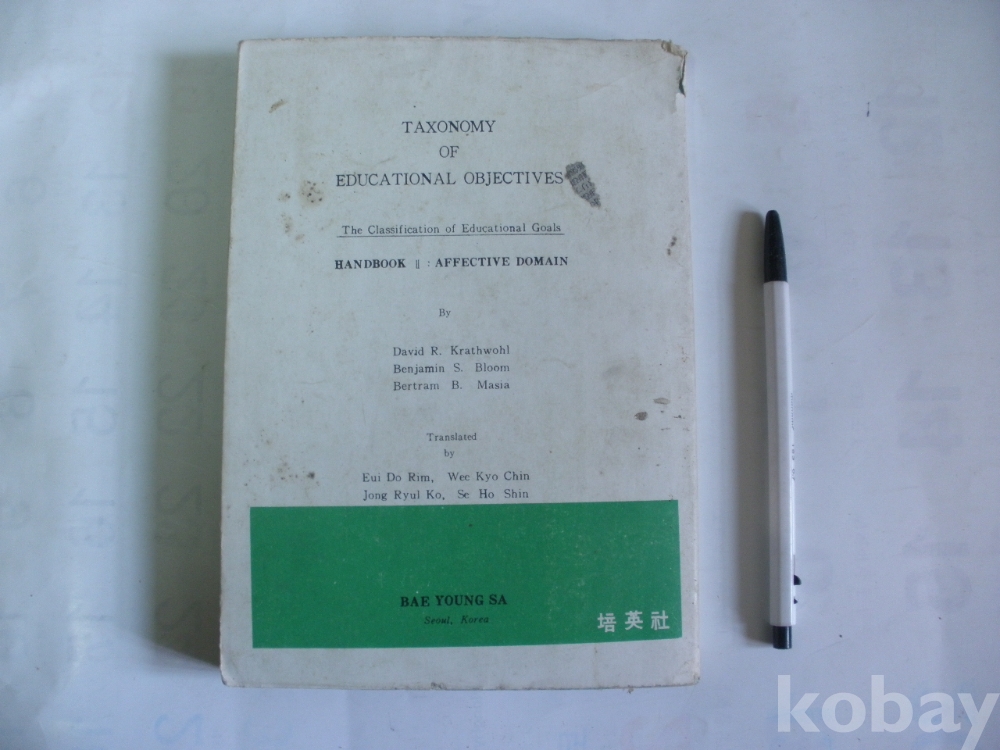 TAXONOMY
OF
EDUCATIONAL OBJECTIVES
The Classification of Educational Goals
HANDBOOK Ⅱ : AFFECTIVE DOMAIN
By
David R. Krathwohl
Benjamin S. Bloom
Bertram B. Masia
Translated
by
Eui Do Rim, Wee Kyo Chin
Jong Ryul Ko, Se Ho Shin
BAE YOUNG SA
Seoul, Korea
培英社
kobay